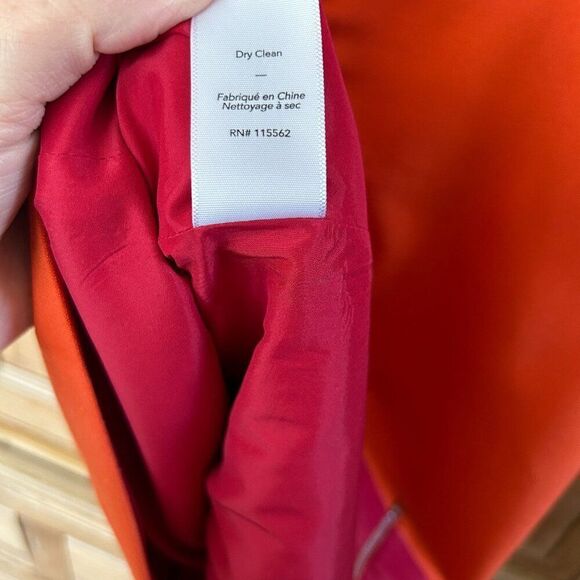 Dry Clean
—
Fabriqué en Chine
Nettoyage à sec
RN# 115562